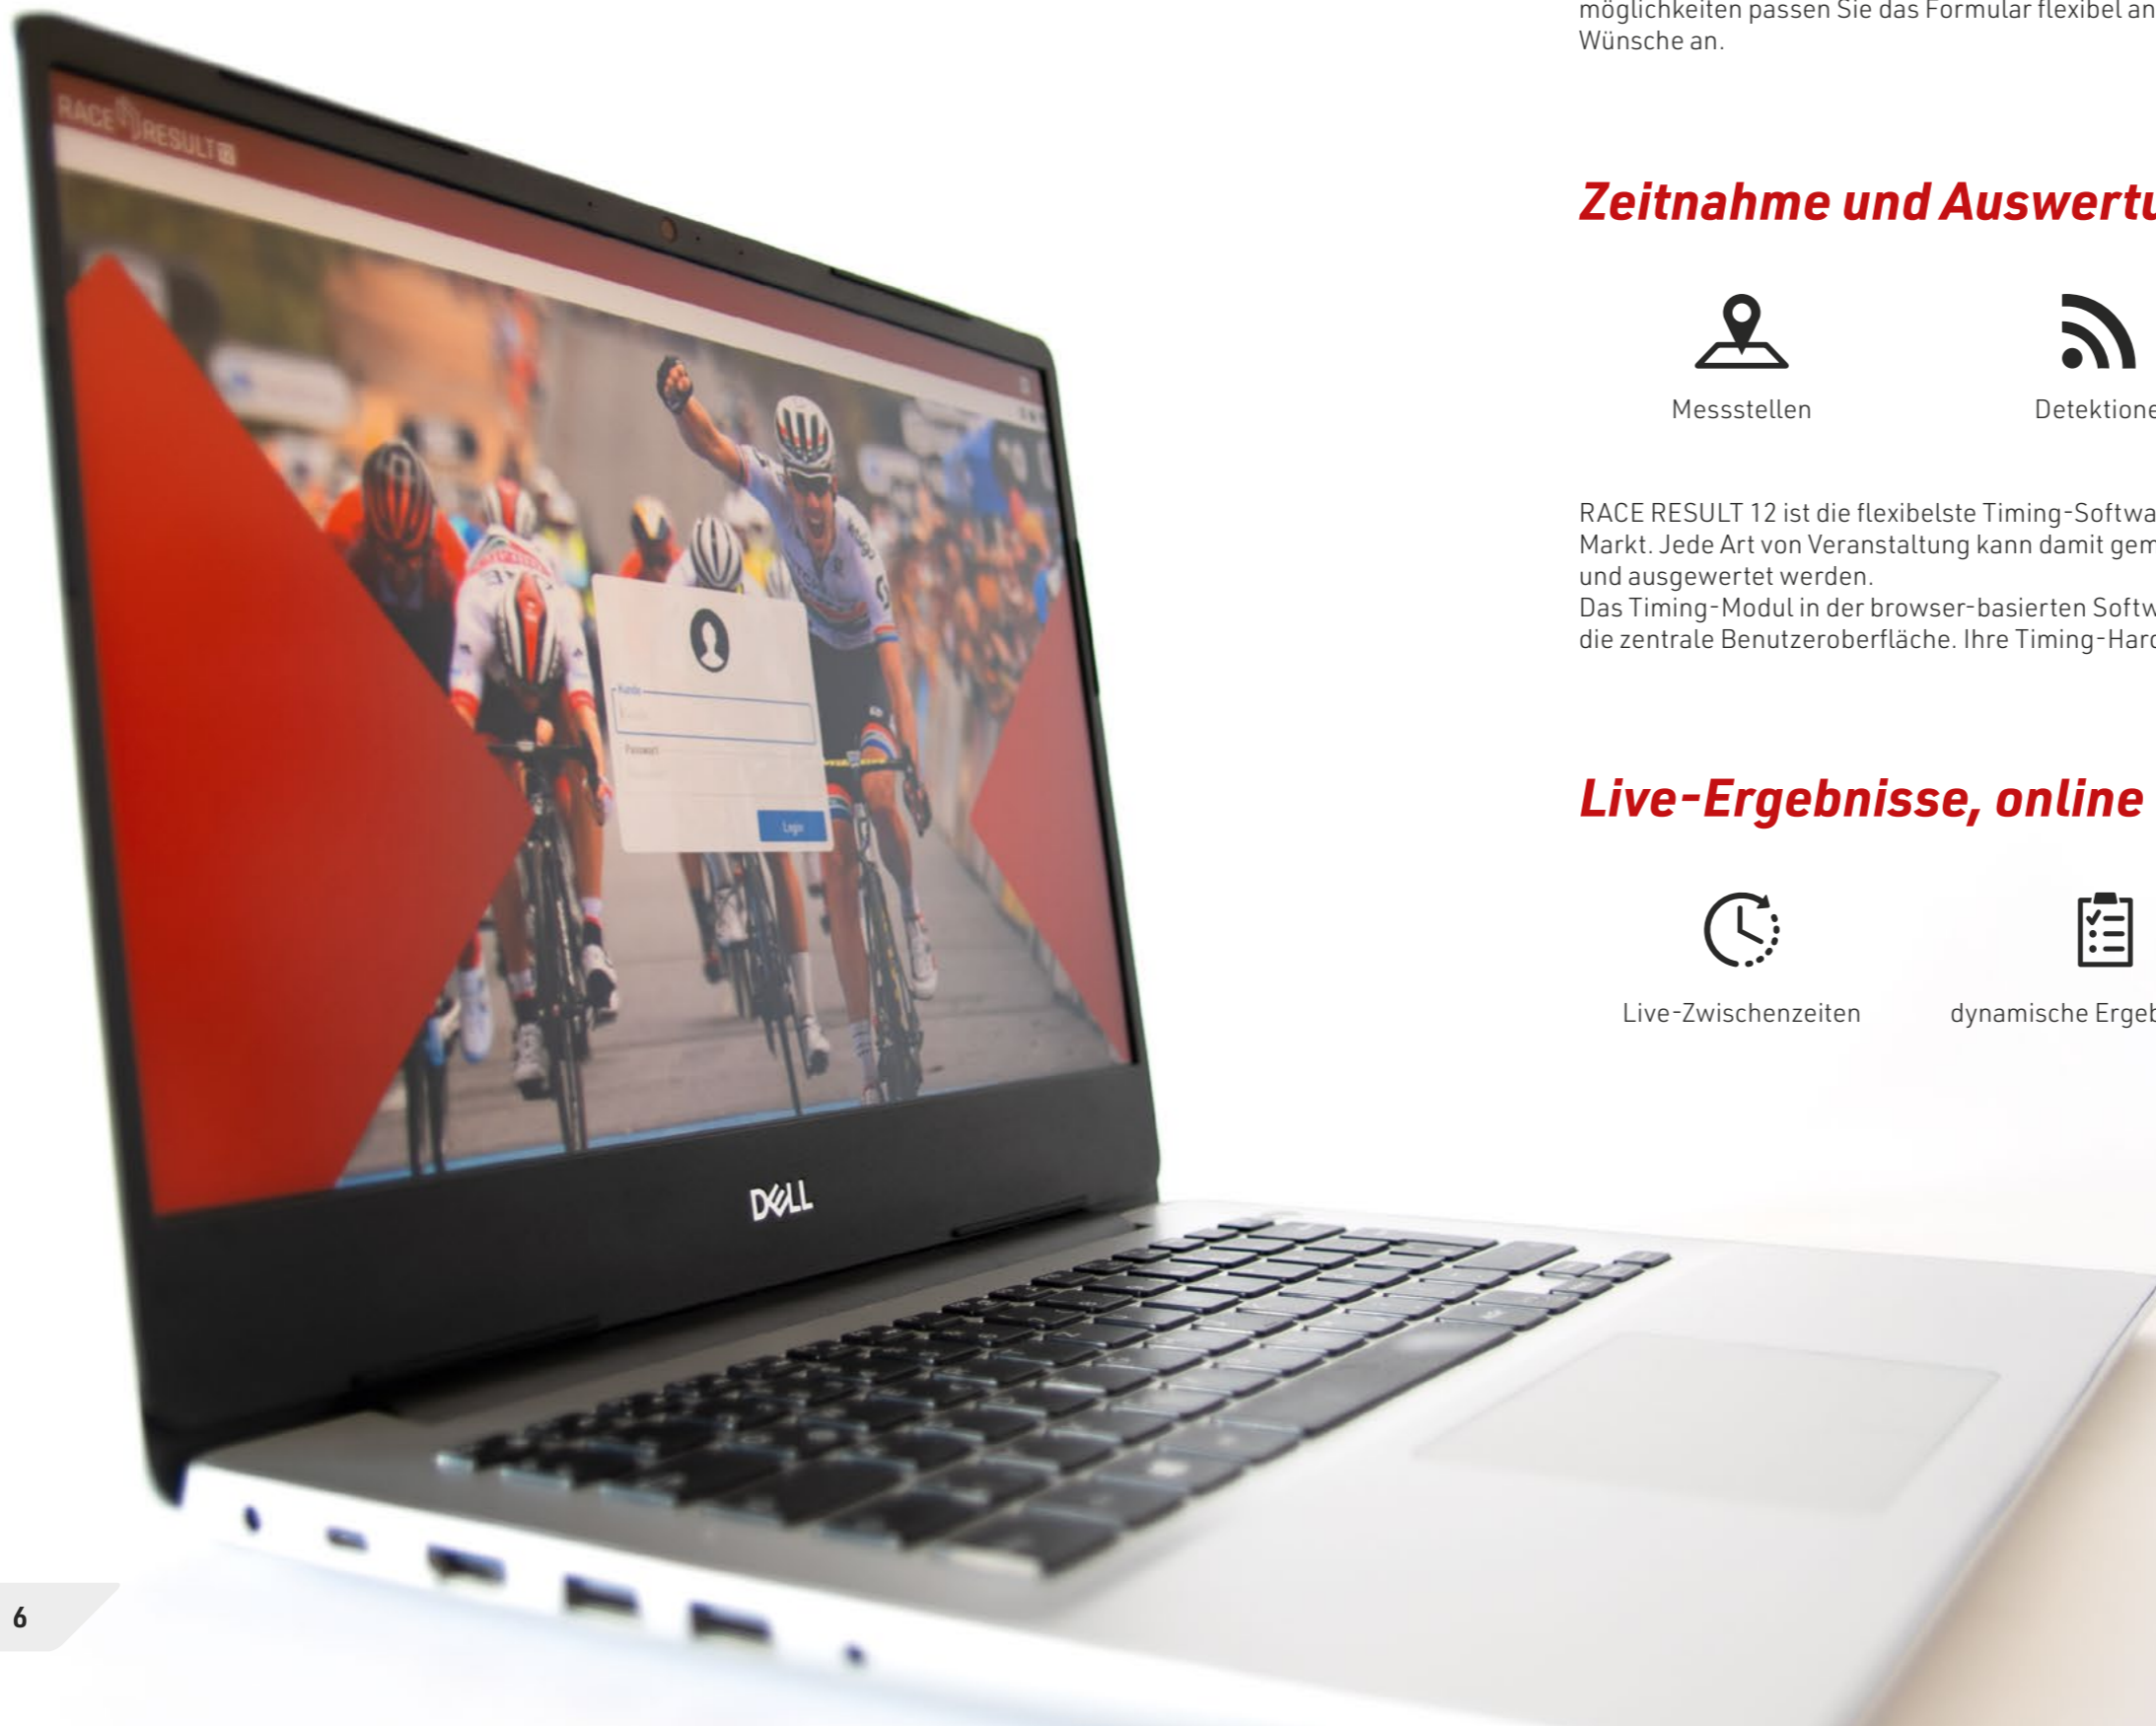 möglichkeiten passen Sie das Formular flexibel an
Wünsche an.
Zeitnahme und Auswertu
Messstellen
Detektione
RACE RESULT 12 ist die flexibelste Timing-Softwa
Markt. Jede Art von Veranstaltung kann damit gem
und ausgewertet werden.
Das Timing-Modul in der browser-basierten Softw
die zentrale Benutzeroberfläche. Ihre Timing-Hard
Live-Ergebnisse, online
Live-Zwischenzeiten
dynamische Ergeb
RACE RESULT 12
Kunde
Passwort
Login
DELL
6